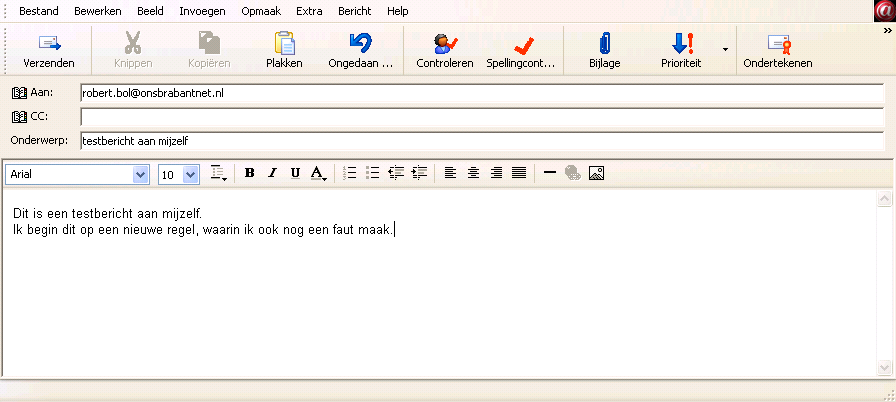 Bestand Bewerken Beeld Invoegen Opmaak Extra Bericht Help
Verzenden Knippen Kopiëren Plakken Ongedaan ... Controleren Spellingcont... Bijlage Prioriteit Ondertekenen
Aan: robert.bol@onsbrabantnet.nl
CC:
Onderwerp: testbericht aan mijzelf
Arial 10 B I U A
Dit is een testbericht aan mijzelf.
Ik begin dit op een nieuwe regel, waarin ik ook nog een faut maak.